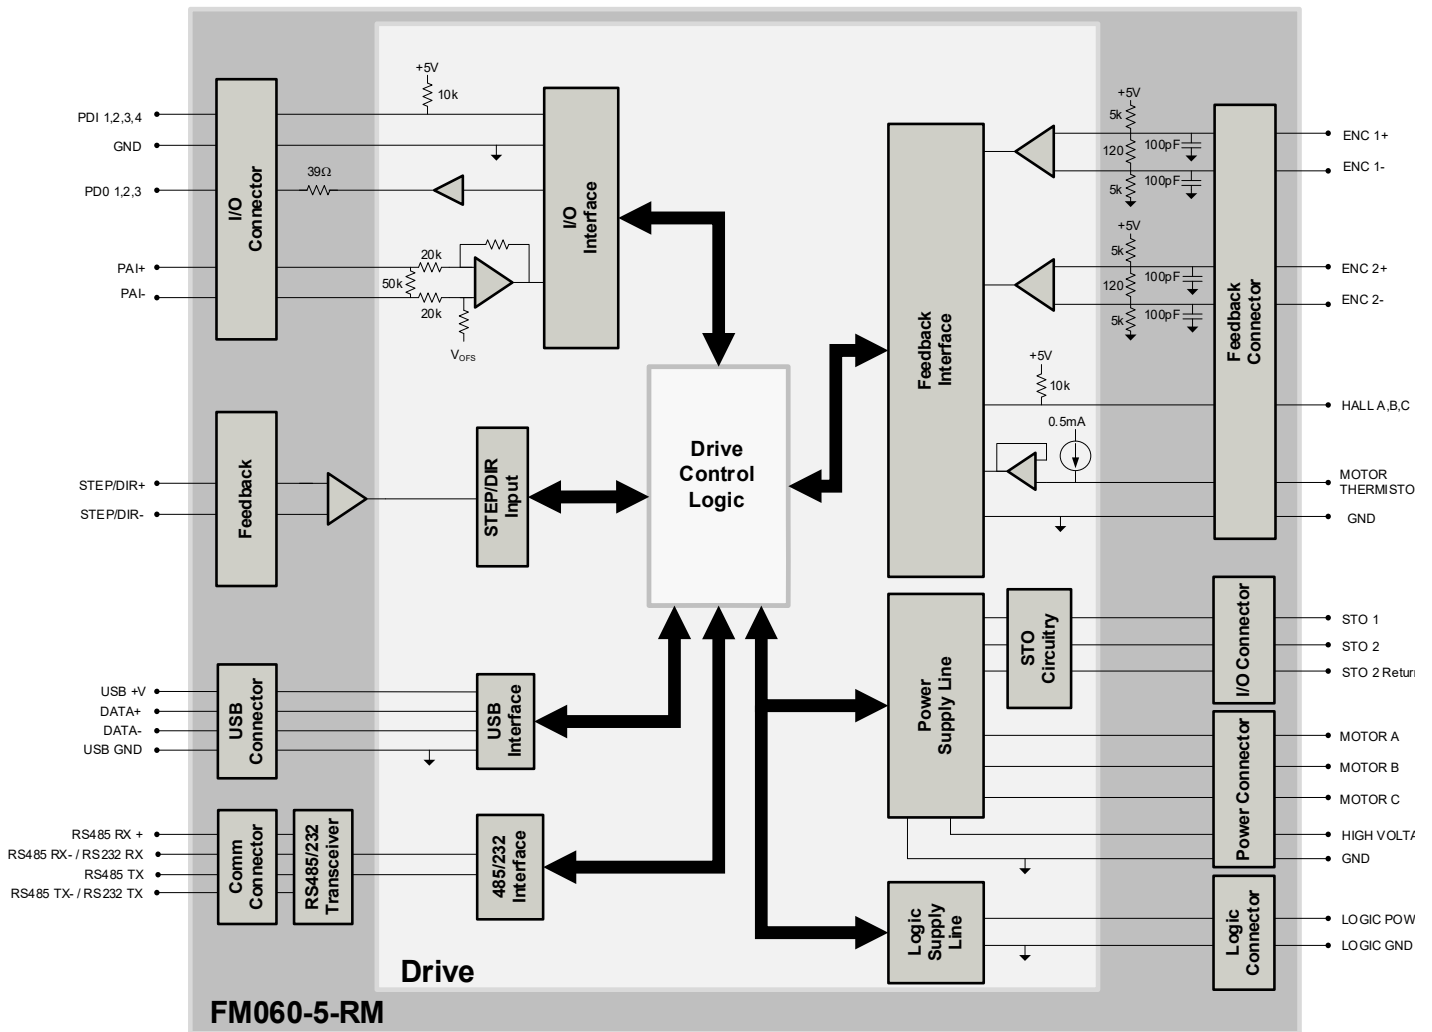 +5V
10k
PDI 1,2,3,4
GND
39Ω
PD0 1,2,3
I/O
Connector
I/O
Interface
PAI+
PAI-
20k
50k
20k
VOFS
STEP/DIR+
STEP/DIR-
Feedback
STEP/DIR
Input
Drive
Control
Logic
USB +V
DATA+
DATA-
USB GND
USB
Connector
USB
Interface
RS485 RX +
RS485 RX- / RS232 RX
RS485 TX
RS485 TX- / RS232 TX
Comm
Connector
RS485/232
Transceiver
485/232
Interface
Feedback
Interface
+5V
5k
120
5k
100pF
100pF
ENC 1+
ENC 1-
+5V
5k
120
5k
100pF
100pF
ENC 2+
ENC 2-
Feedback
Connector
+5V
10k
HALL A,B,C
0.5mA
MOTOR
THERMISTO
GND
Power
Supply Line
STO
Circuitry
I/O Connector
STO 1
STO 2
STO 2 Retur
Power Connector
MOTOR A
MOTOR B
MOTOR C
HIGH VOLTA
GND
Logic
Supply
Line
Logic
Connector
LOGIC POW
LOGIC GND
Drive
FM060-5-RM